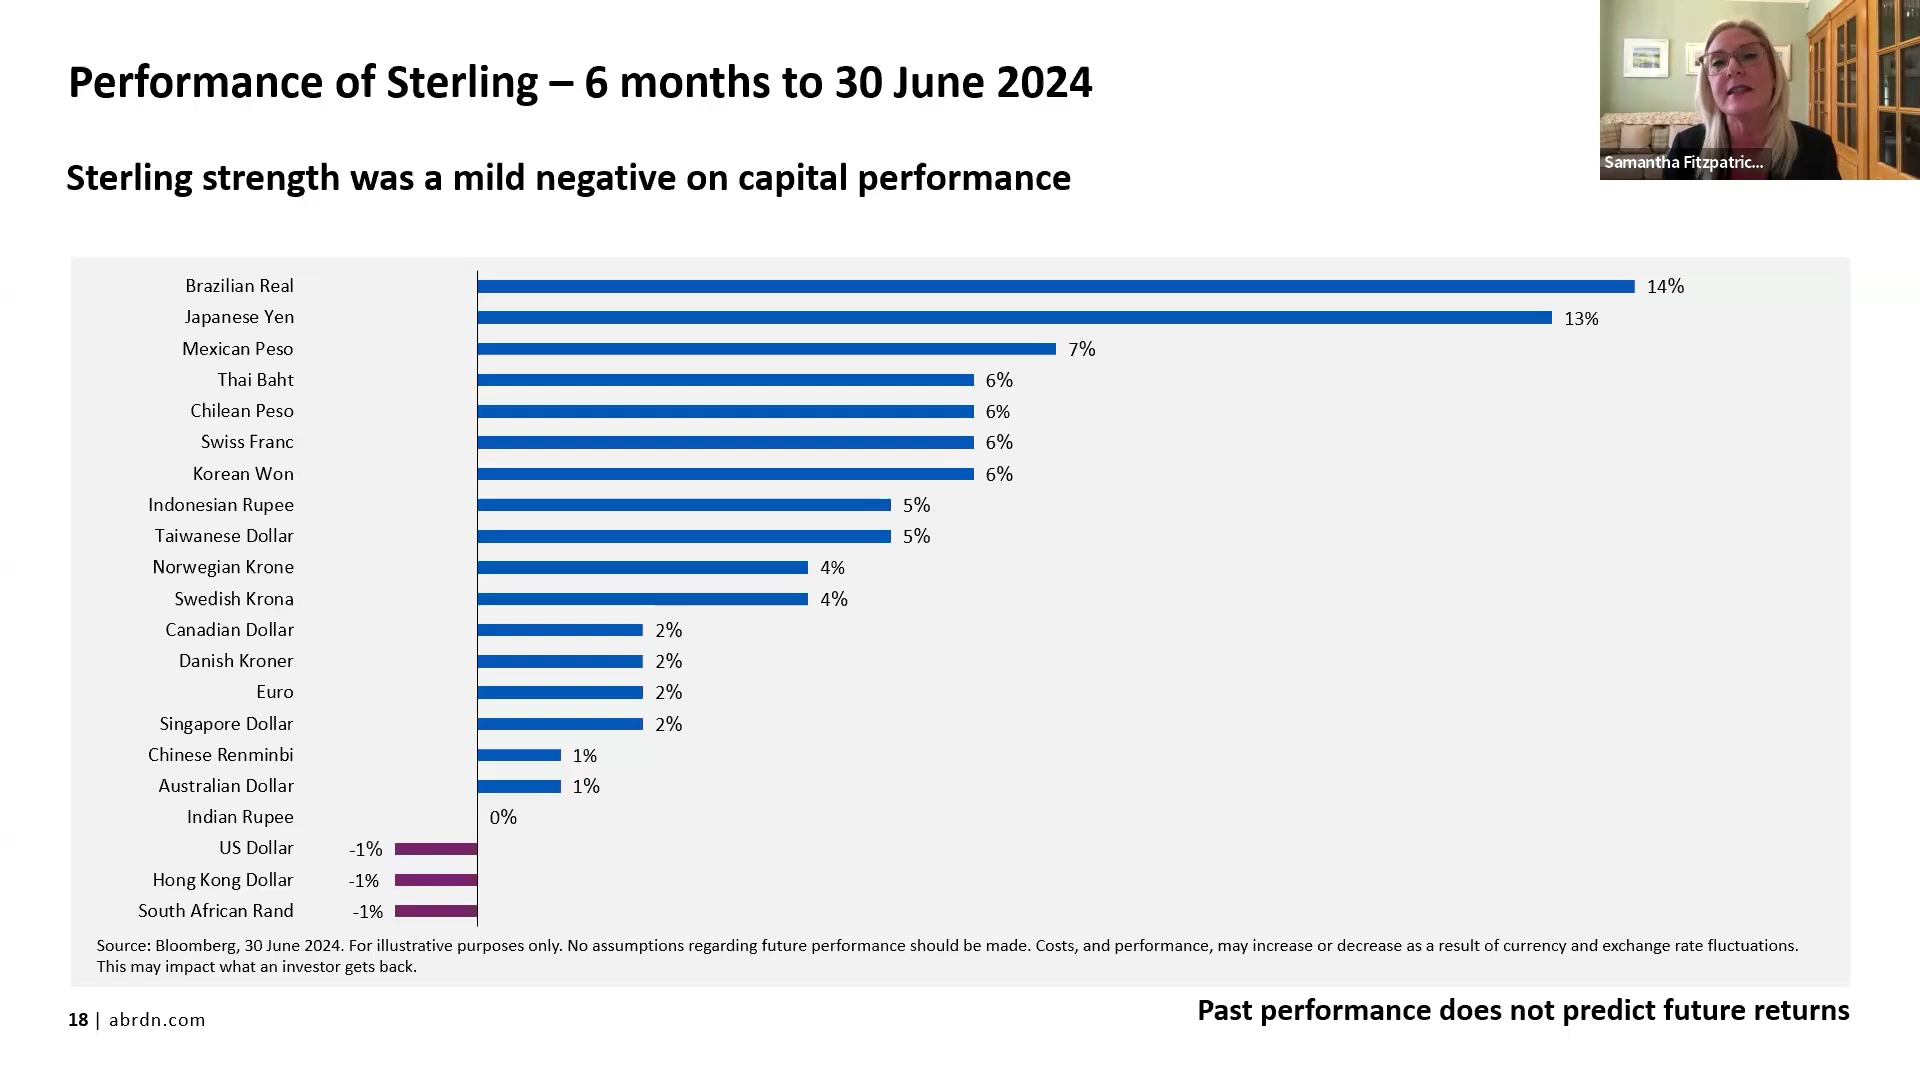 Performance of Sterling – 6 months to 30 June 2024
Samantha Fitzpatric...
Sterling strength was a mild negative on capital performance
Brazilian Real 14%
Japanese Yen 13%
Mexican Peso 7%
Thai Baht 6%
Chilean Peso 6%
Swiss Franc 6%
Korean Won 6%
Indonesian Rupee 5%
Taiwanese Dollar 5%
Norwegian Krone 4%
Swedish Krona 4%
Canadian Dollar 2%
Danish Kroner 2%
Euro 2%
Singapore Dollar 2%
Chinese Renminbi 1%
Australian Dollar 1%
Indian Rupee 0%
US Dollar -1%
Hong Kong Dollar -1%
South African Rand -1%
Source: Bloomberg, 30 June 2024. For illustrative purposes only. No assumptions regarding future performance should be made. Costs, and performance, may increase or decrease as a result of currency and exchange rate fluctuations.
This may impact what an investor gets back.
Past performance does not predict future returns
18 | abrdn.com